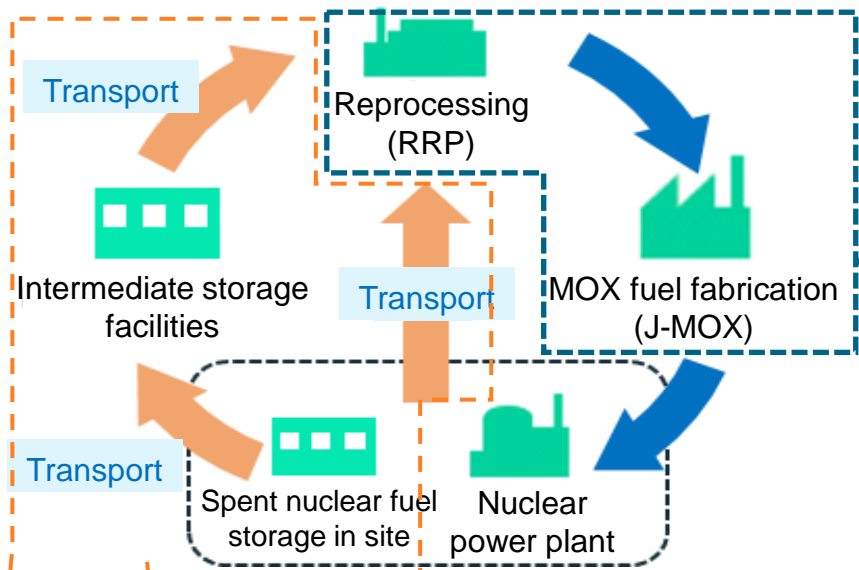 Transport
Reprocessing
(RRP)
Intermediate storage
facilities
Transport
MOX fuel fabrication
(J-MOX)
Transport
Spent nuclear fuel
storage in site
Nuclear
power plant